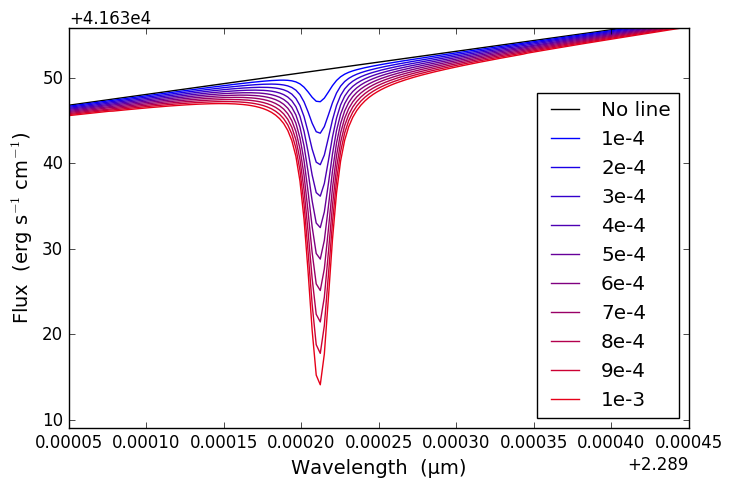 +4.163e4
50
40
30
20
10
Flux (erg s⁻¹ cm⁻¹)
No line
1e-4
2e-4
3e-4
4e-4
5e-4
6e-4
7e-4
8e-4
9e-4
1e-3
0.00005 0.00010 0.00015 0.00020 0.00025 0.00030 0.00035 0.00040 0.00045
Wavelength (μm)
+2.289